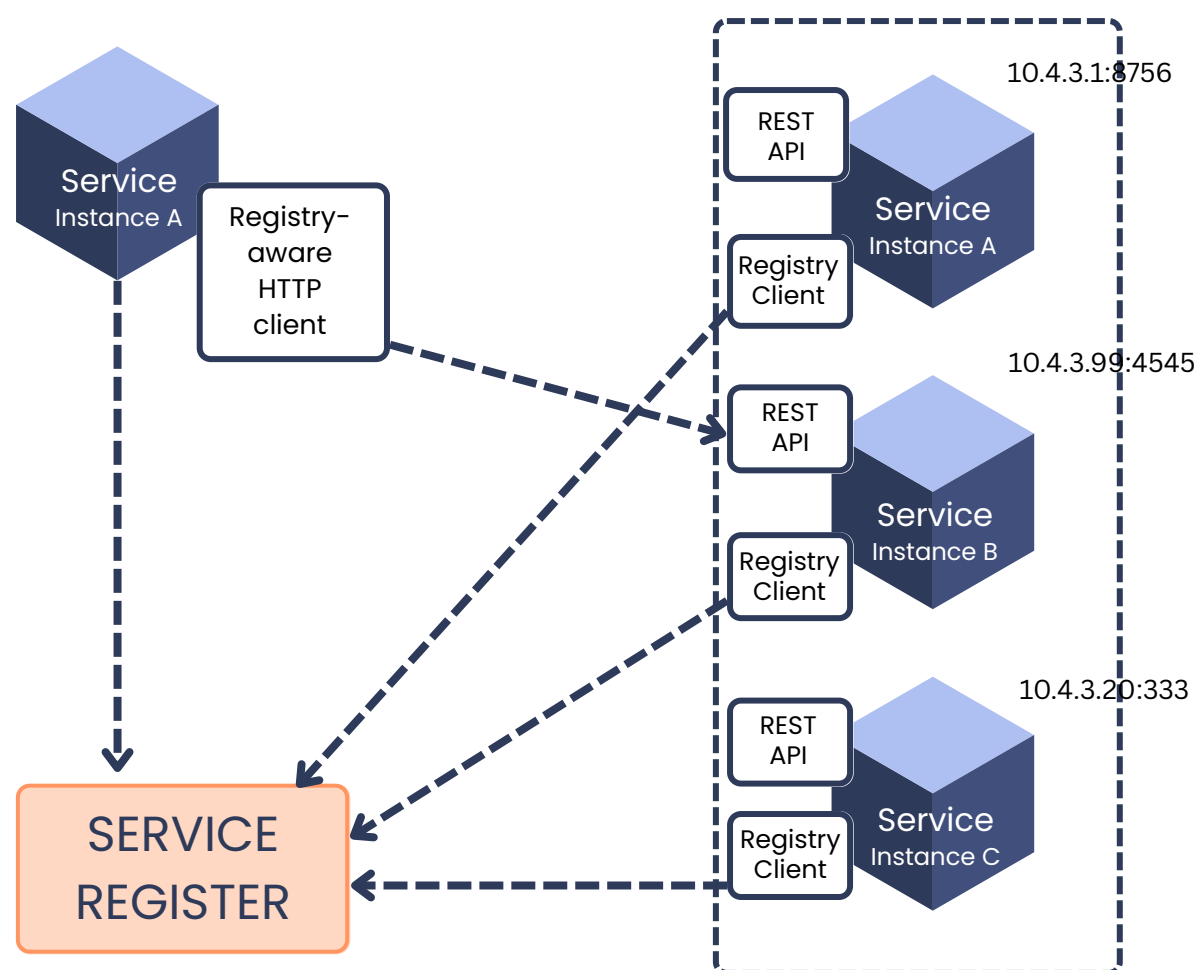 Service
Instance A
Registry-
aware
HTTP
client
SERVICE
REGISTER
10.4.3.1:8756
REST
API
Service
Instance A
Registry
Client
10.4.3.99:4545
REST
API
Service
Instance B
Registry
Client
10.4.3.20:333
REST
API
Service
Instance C
Registry
Client